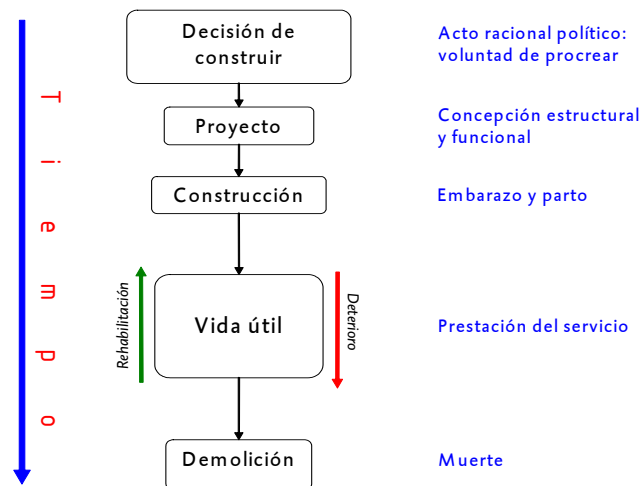 Decisión de
construir
Acto racional político:
voluntad de procrear
Tiempo
Proyecto
Concepción estructural
y funcional
Construcción
Embarazo y parto
Rehabilitación
Vida útil
Deterioro
Prestación del servicio
Demolición
Muerte